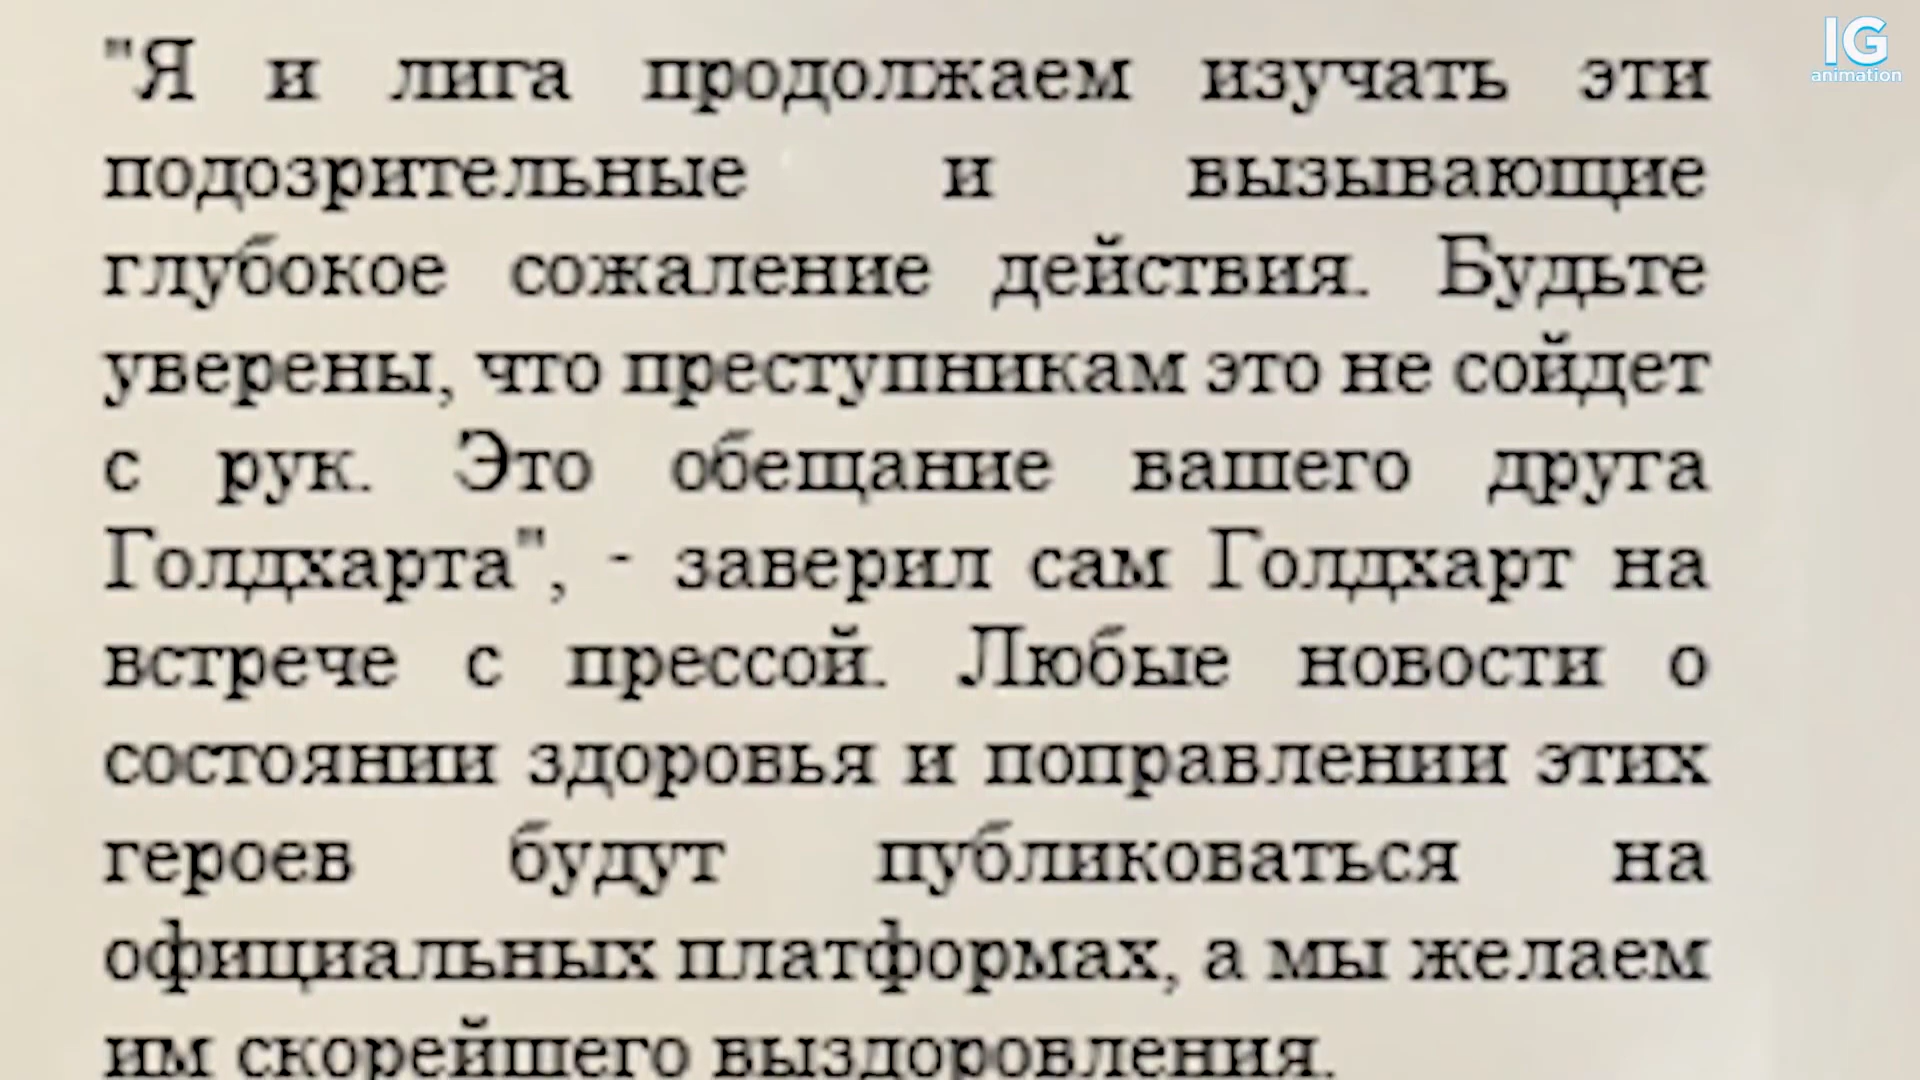 "Я и лига продолжаем изучать эти
подозрительные и вызывающие
глубокое сожаление действия. Будьте
уверены, что преступникам это не сойдет
с рук. Это обещание вашего друга
Голдхарта", - заверил сам Голдхарт на
встрече с прессой. Любые новости о
состоянии здоровья и поправлении этих
героев будут публиковаться на
официальных платформах, а мы желаем
им скорейшего выздоровления.
IG
animation